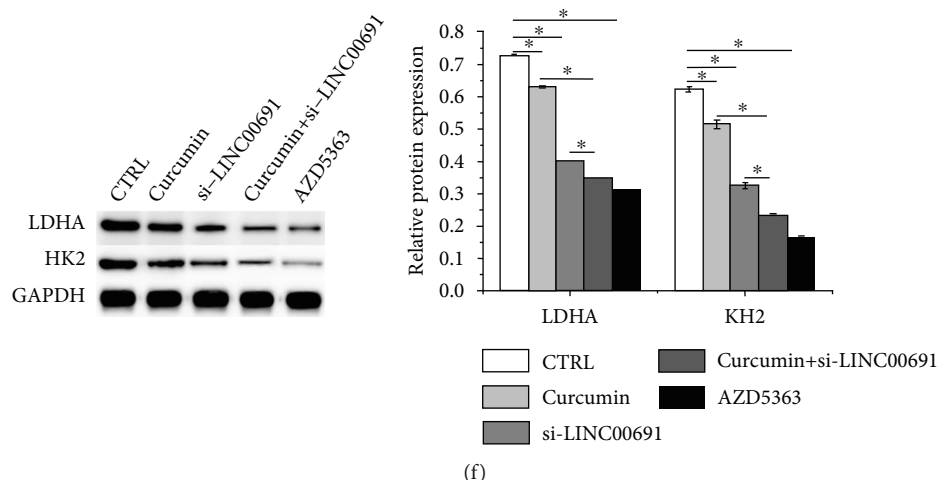 CTRL
Curcumin
si–LINC00691
Curcumin+si–LINC00691
AZD5363
LDHA
HK2
GAPDH
Relative protein expression
0.8
0.7
0.6
0.5
0.4
0.3
0.2
0.1
0.0
* * * * *
* * * * *
LDHA
KH2
CTRL
Curcumin
si-LINC00691
Curcumin+si-LINC00691
AZD5363
(f)